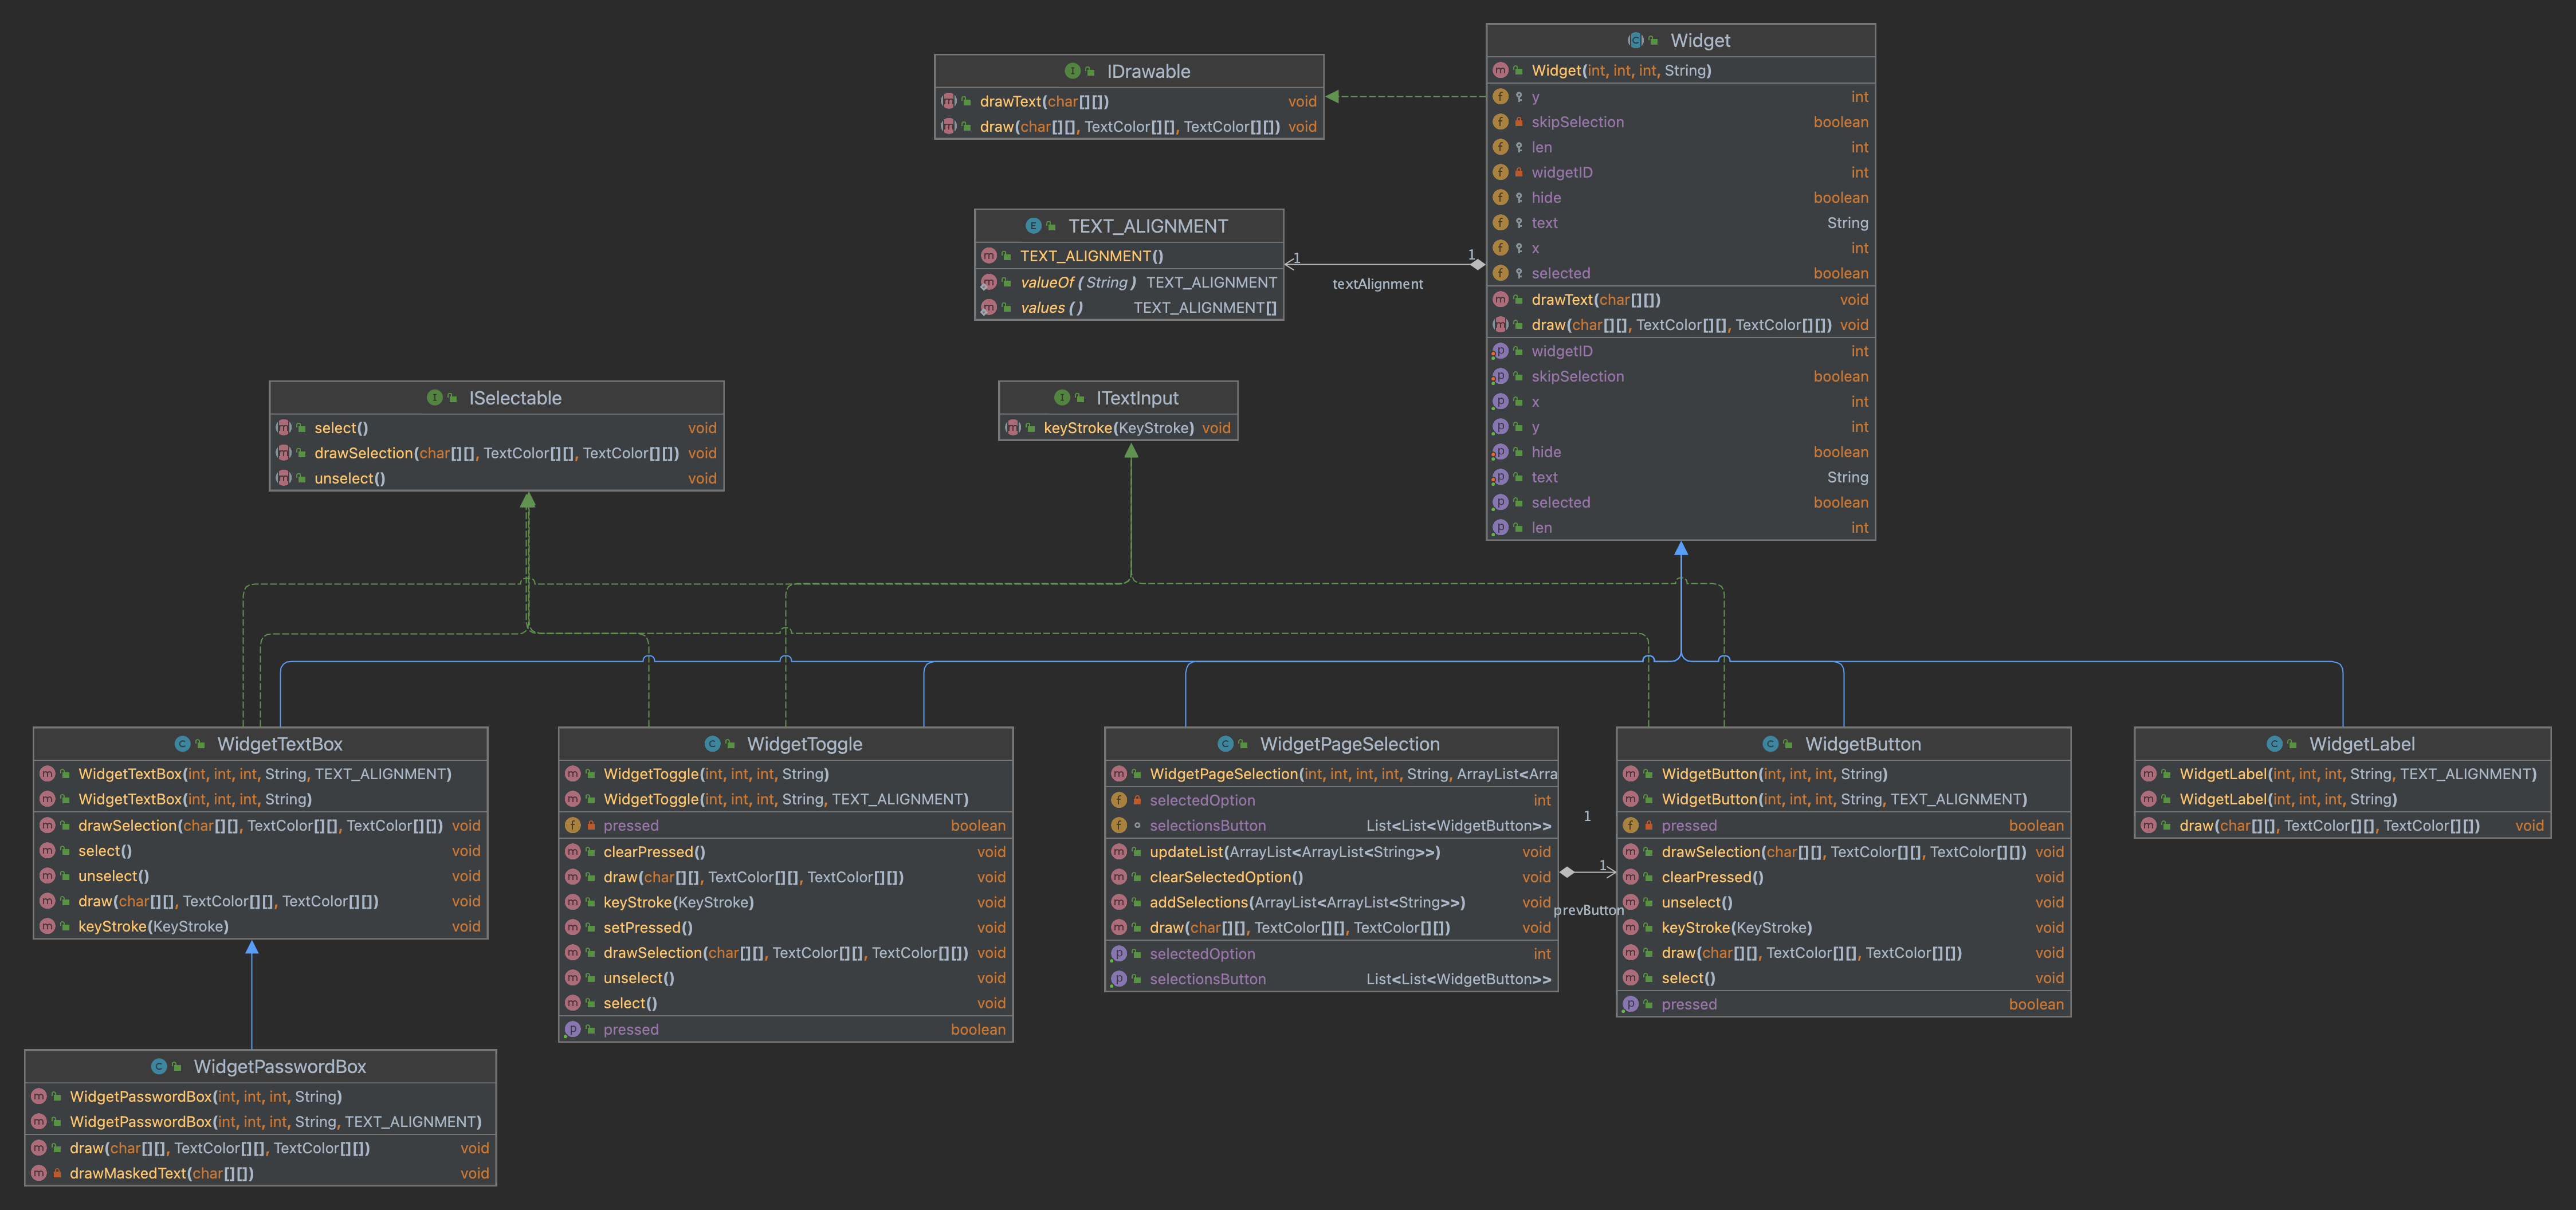 Widget
Widget(int, int, int, String)
y int
skipSelection boolean
len int
widgetID int
hide boolean
text String
x int
selected boolean
drawText(char[][]) void
draw(char[][], TextColor[][], TextColor[][]) void
widgetID int
skipSelection boolean
x int
y int
hide boolean
text String
selected boolean
len int
IDrawable
drawText(char[][]) void
draw(char[][], TextColor[][], TextColor[][]) void
TEXT_ALIGNMENT
TEXT_ALIGNMENT()
valueOf(String) TEXT_ALIGNMENT
values() TEXT_ALIGNMENT[]
1
1
textAlignment
ISelectable
select() void
drawSelection(char[][], TextColor[][], TextColor[][]) void
unselect() void
ITextInput
keyStroke(KeyStroke) void
WidgetTextBox
WidgetTextBox(int, int, int, String, TEXT_ALIGNMENT)
WidgetTextBox(int, int, int, String)
drawSelection(char[][], TextColor[][], TextColor[][]) void
select() void
unselect() void
draw(char[][], TextColor[][], TextColor[][]) void
keyStroke(KeyStroke) void
WidgetToggle
WidgetToggle(int, int, int, String)
WidgetToggle(int, int, int, String, TEXT_ALIGNMENT)
pressed boolean
clearPressed() void
draw(char[][], TextColor[][], TextColor[][]) void
keyStroke(KeyStroke) void
setPressed() void
drawSelection(char[][], TextColor[][], TextColor[][]) void
unselect() void
select() void
pressed boolean
WidgetPageSelection
WidgetPageSelection(int, int, int, int, String, ArrayList<Arra
selectedOption int
selectionsButton List<List<WidgetButton>>
updateList(ArrayList<ArrayList<String>>) void
clearSelectedOption() void
addSelections(ArrayList<ArrayList<String>>) void
draw(char[][], TextColor[][], TextColor[][]) void
selectedOption int
selectionsButton List<List<WidgetButton>>
1
1
prevButton
WidgetButton
WidgetButton(int, int, int, String)
WidgetButton(int, int, int, String, TEXT_ALIGNMENT)
pressed boolean
drawSelection(char[][], TextColor[][], TextColor[][]) void
clearPressed() void
unselect() void
keyStroke(KeyStroke) void
draw(char[][], TextColor[][], TextColor[][]) void
select() void
pressed boolean
WidgetLabel
WidgetLabel(int, int, int, String, TEXT_ALIGNMENT)
WidgetLabel(int, int, int, String)
draw(char[][], TextColor[][], TextColor[][]) void
WidgetPasswordBox
WidgetPasswordBox(int, int, int, String)
WidgetPasswordBox(int, int, int, String, TEXT_ALIGNMENT)
draw(char[][], TextColor[][], TextColor[][]) void
drawMaskedText(char[][]) void